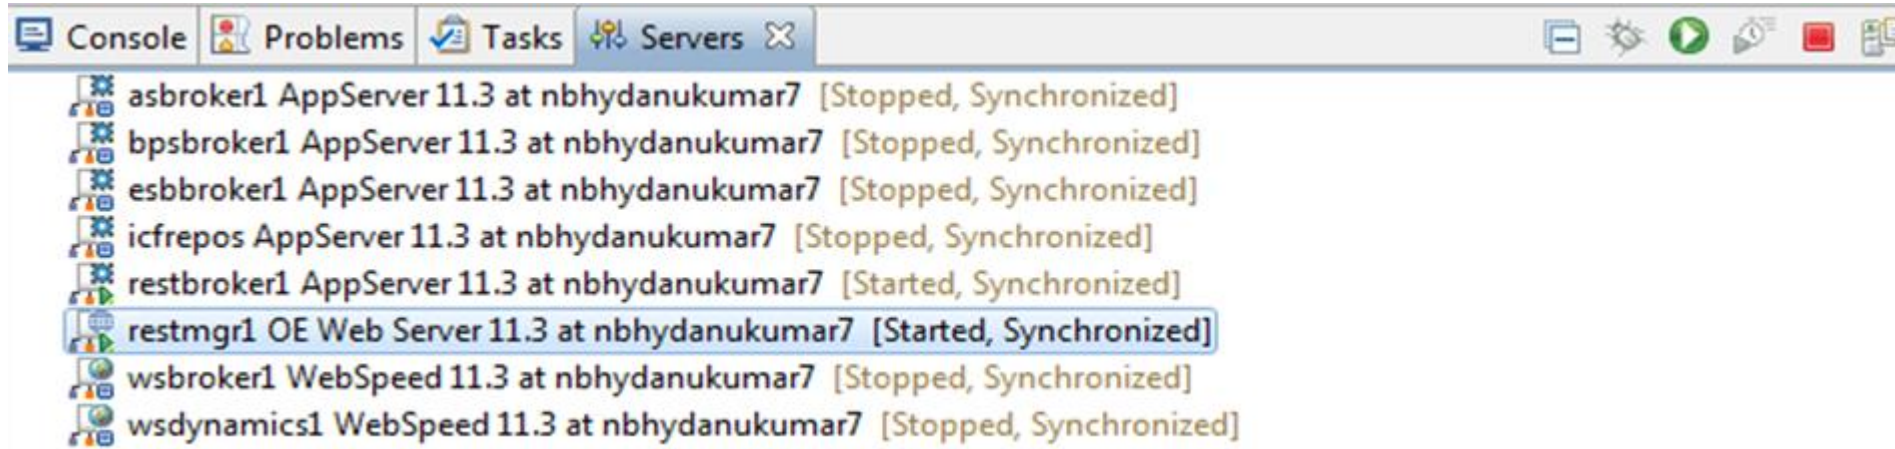 Console Problems Tasks Servers
asbroker1 AppServer 11.3 at nbhydanukumar7 [Stopped, Synchronized]
bpsbroker1 AppServer 11.3 at nbhydanukumar7 [Stopped, Synchronized]
esbbroker1 AppServer 11.3 at nbhydanukumar7 [Stopped, Synchronized]
icfrepos AppServer 11.3 at nbhydanukumar7 [Stopped, Synchronized]
restbroker1 AppServer 11.3 at nbhydanukumar7 [Started, Synchronized]
restmgr1 OE Web Server 11.3 at nbhydanukumar7 [Started, Synchronized]
wsbroker1 WebSpeed 11.3 at nbhydanukumar7 [Stopped, Synchronized]
wsdynamics1 WebSpeed 11.3 at nbhydanukumar7 [Stopped, Synchronized]